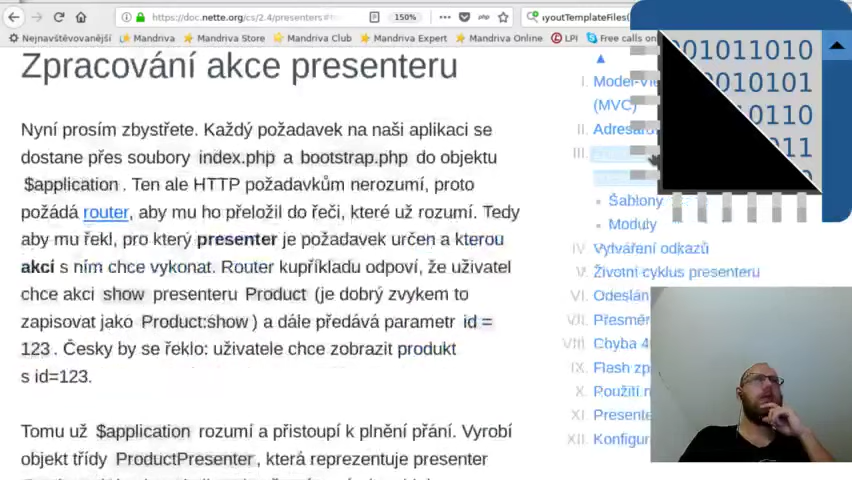 https://doc.nette.org/cs/2.4/presenters#
150%
youtTemplateFiles(
Nejnavštěvovanější
Mandriva
Mandriva Store
Mandriva Club
Mandriva Expert
Mandriva Online
LPI
Free calls on
Zpracování akce presenteru
Nyní prosím zbystřete. Každý požadavek na naši aplikaci se
dostane přes soubory index.php a bootstrap.php do objektu
$application . Ten ale HTTP požadavkům nerozumí, proto
požádá router, aby mu ho přeložil do řeči, které už rozumí. Tedy
aby mu řekl, pro který presenter je požadavek určen a kterou
akci s ním chce vykonat. Router kupříkladu odpoví, že uživatel
chce akci show presenteru Product (je dobrý zvykem to
zapisovat jako Product:show ) a dále předává parametr id =
123 . Česky by se řeklo: uživatele chce zobrazit produkt
s id=123.
Tomu už $application rozumí a přistoupí k plnění přání. Vyrobí
objekt třídy ProductPresenter , která reprezentuje presenter
I. Model-Vi
(MVC)
II. Adresářo
III.
Šablony
Moduly
IV. Vytváření odkazů
V. Životní cyklus presenteru
VI. Odeslán
VII. Přesměr
VIII. Chyba 4
IX. Flash zp
X. Použití
XI. Presente
XII. Konfigur
001011010
010101
0110
11